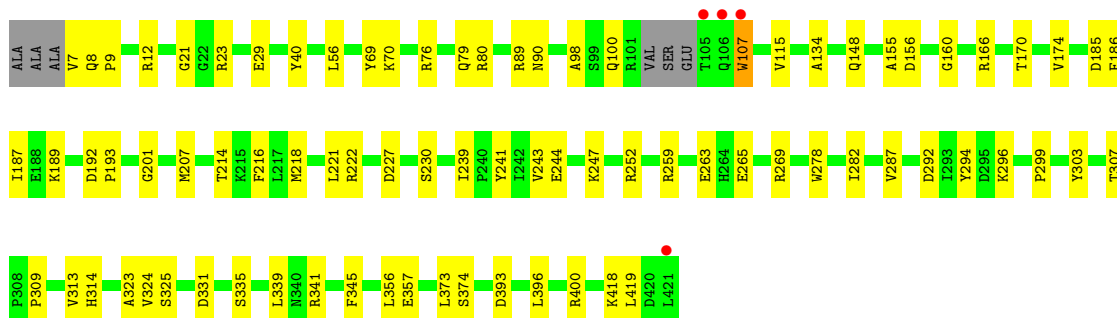 ALA ALA ALA V7 Q8 P9 R12 G21 G22 R23 E29 Y40 L56 Y69 K70 R76 Q79 R80 R89 N90 A98 S99 Q100 R101 VAL SER GLU T105 Q106 W107 V115 A134 Q148 A155 D156 G160 R166 T170 V174 D185 E186
I187 E188 K189 D192 P193 G201 M207 T214 K215 F216 L217 M218 L221 R222 D227 S230 I239 P240 Y241 I242 V243 E244 K247 R252 R259 E263 H264 E265 R269 W278 I282 V287 D292 I293 Y294 D295 K296 P299 Y303 T307
P308 P309 V313 H314 A323 V324 S325 D331 S335 L339 N340 R341 F345 L356 E357 L373 S374 D393 L396 R400 K418 L419 D420 L421